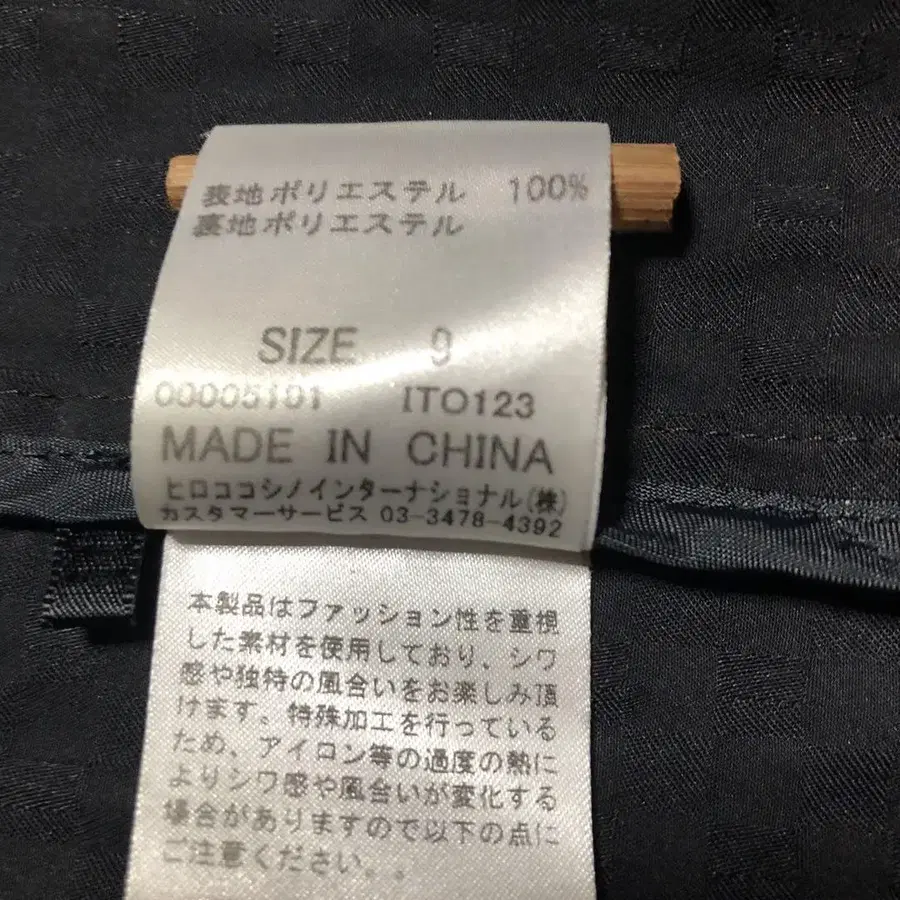 表地ポリエステル 100%
裏地ポリエステル
SIZE 9
00005101 ITO123
MADE IN CHINA
ヒロココシノインターナショナル(株)
カスタマーサービス 03-3478-4392
本製品はファッション性を重視
した素材を使用しており、シワ
感や独特の風合いをお楽しみ頂
けます。特殊加工を行っている
ため、アイロン等の過度の熱に
よりシワ感や風合いが変化する
場合がありますので以下の点に
ご注意ください。。